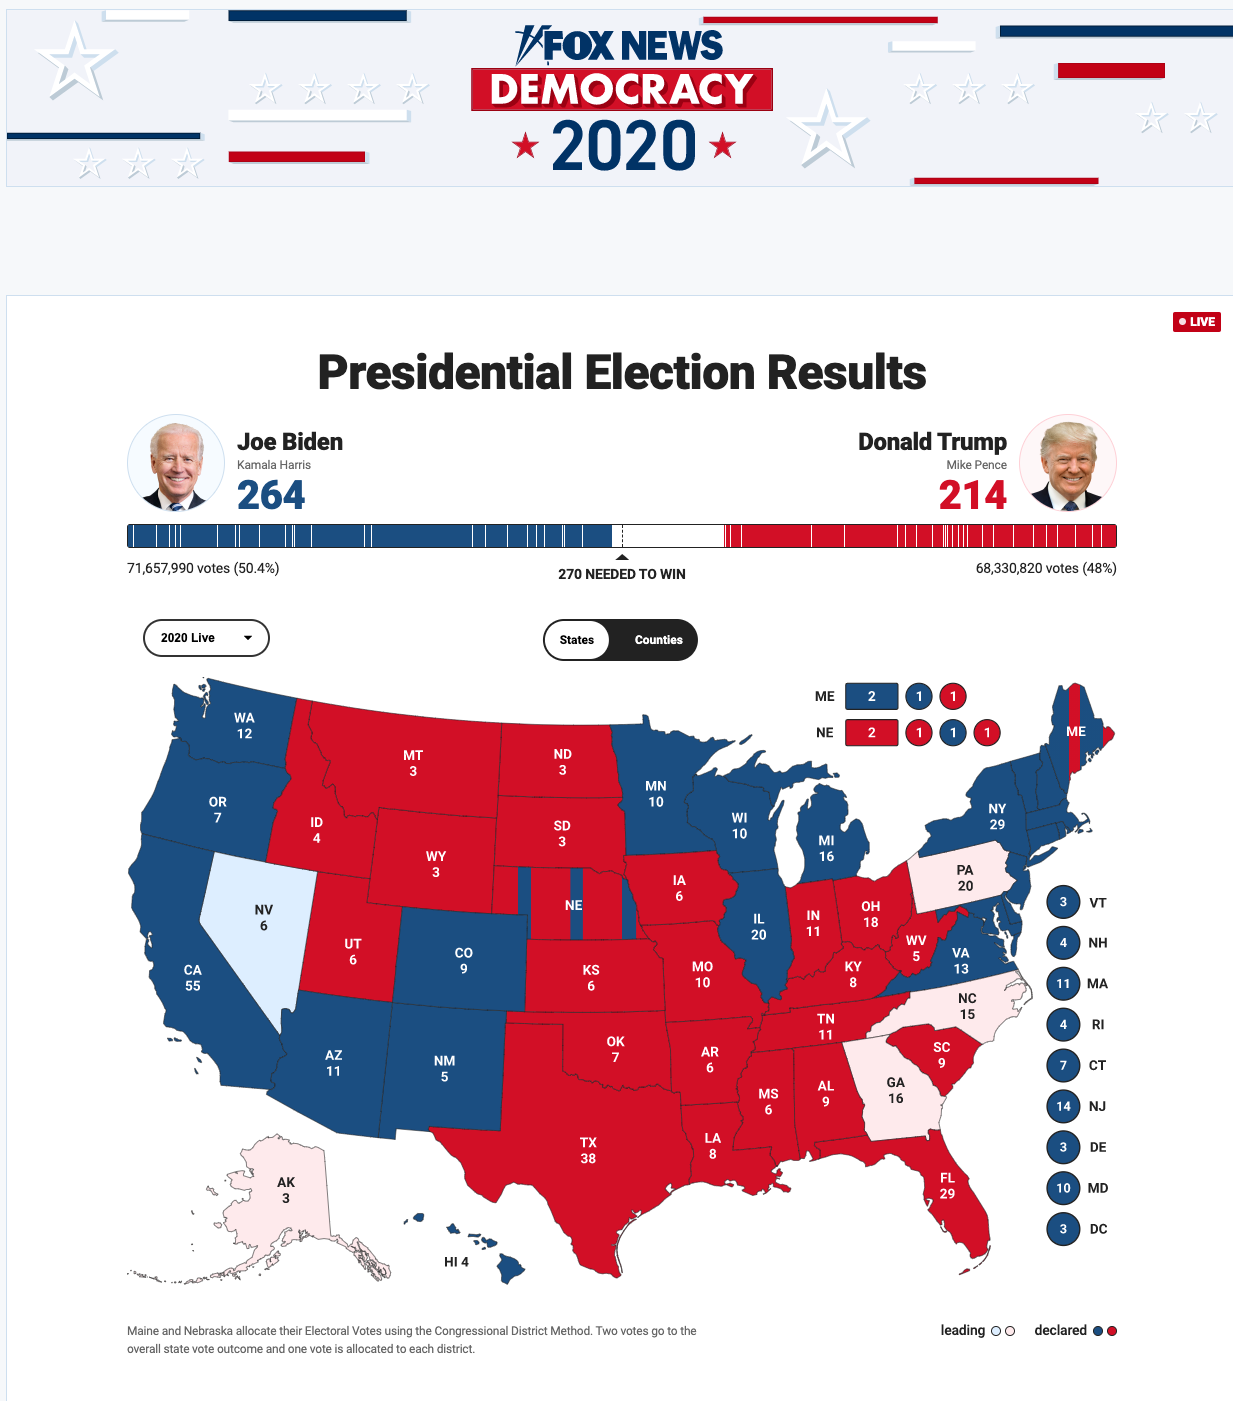 FOX NEWS
DEMOCRACY
2020
LIVE
Presidential Election Results
Joe Biden
Kamala Harris
264
Donald Trump
Mike Pence
214
71,657,990 votes (50.4%)
270 NEEDED TO WIN
68,330,820 votes (48%)
2020 Live
States
Counties
ME 2 1 1
NE 2 1 1 1
WA
12
OR
7
CA
55
NV
6
ID
4
MT
3
WY
3
UT
6
AZ
11
CO
9
NM
5
ND
3
SD
3
NE
KS
6
OK
7
TX
38
MN
10
IA
6
MO
10
AR
6
LA
8
WI
10
IL
20
MI
16
IN
11
OH
18
KY
8
TN
11
MS
6
AL
9
GA
16
FL
29
SC
9
NC
15
VA
13
WV
5
PA
20
NY
29
ME
AK
3
HI 4
3 VT
4 NH
11 MA
4 RI
7 CT
14 NJ
3 DE
10 MD
3 DC
Maine and Nebraska allocate their Electoral Votes using the Congressional District Method. Two votes go to the
overall state vote outcome and one vote is allocated to each district.
leading
declared